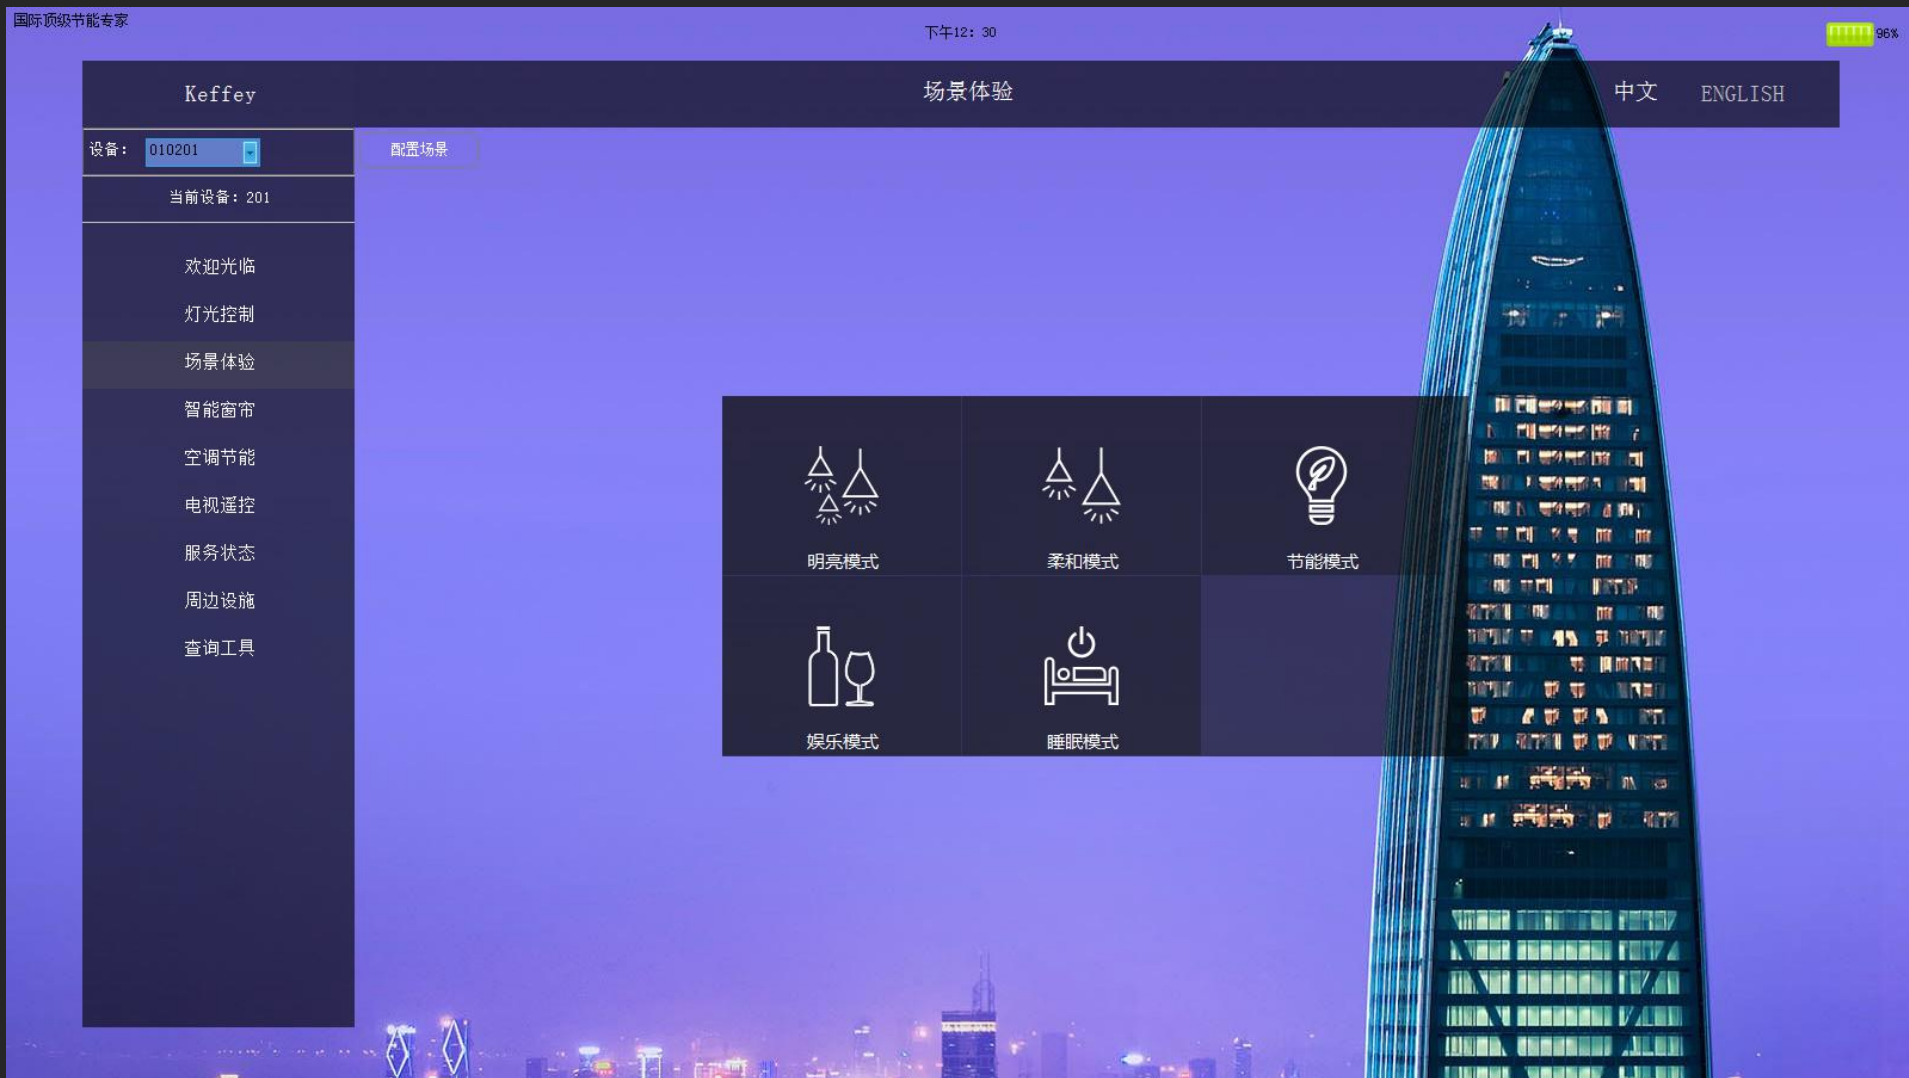 国际顶级节能专家
下午12: 30
96%
Keffey
场景体验
中文
ENGLISH
设备:
010201
配置场景
当前设备: 201
欢迎光临
灯光控制
场景体验
智能窗帘
空调节能
电视遥控
服务状态
周边设施
查询工具
明亮模式
柔和模式
节能模式
娱乐模式
睡眠模式